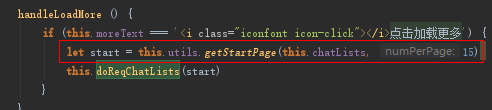 handleLoadMore () {
if (this.moreText === '<i class="iconfont icon-click"></i>点击加载更多') {
let start = this.utils.getStartPage(this.chatLists, numPerPage: 15)
this.doReqChatLists(start)
}
}